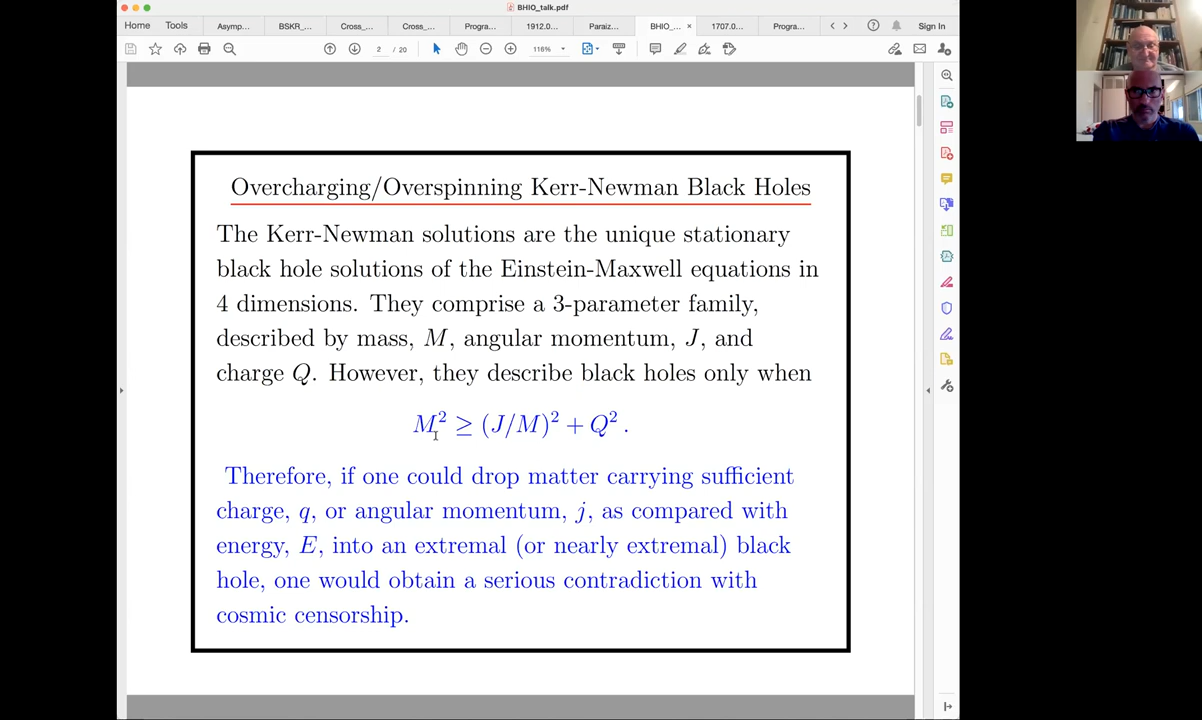 BHIO_talk.pdf
Home Tools Asymp... BSKR_... Cross_... Cross_... Progra... 1912.0... Paraiz... BHIO_... × 1707.0... Progra... Sign In
2 / 20 116%
Overcharging/Overspinning Kerr-Newman Black Holes
The Kerr-Newman solutions are the unique stationary
black hole solutions of the Einstein-Maxwell equations in
4 dimensions. They comprise a 3-parameter family,
described by mass, M, angular momentum, J, and
charge Q. However, they describe black holes only when
M² ≥ (J/M)² + Q² .
Therefore, if one could drop matter carrying sufficient
charge, q, or angular momentum, j, as compared with
energy, E, into an extremal (or nearly extremal) black
hole, one would obtain a serious contradiction with
cosmic censorship.